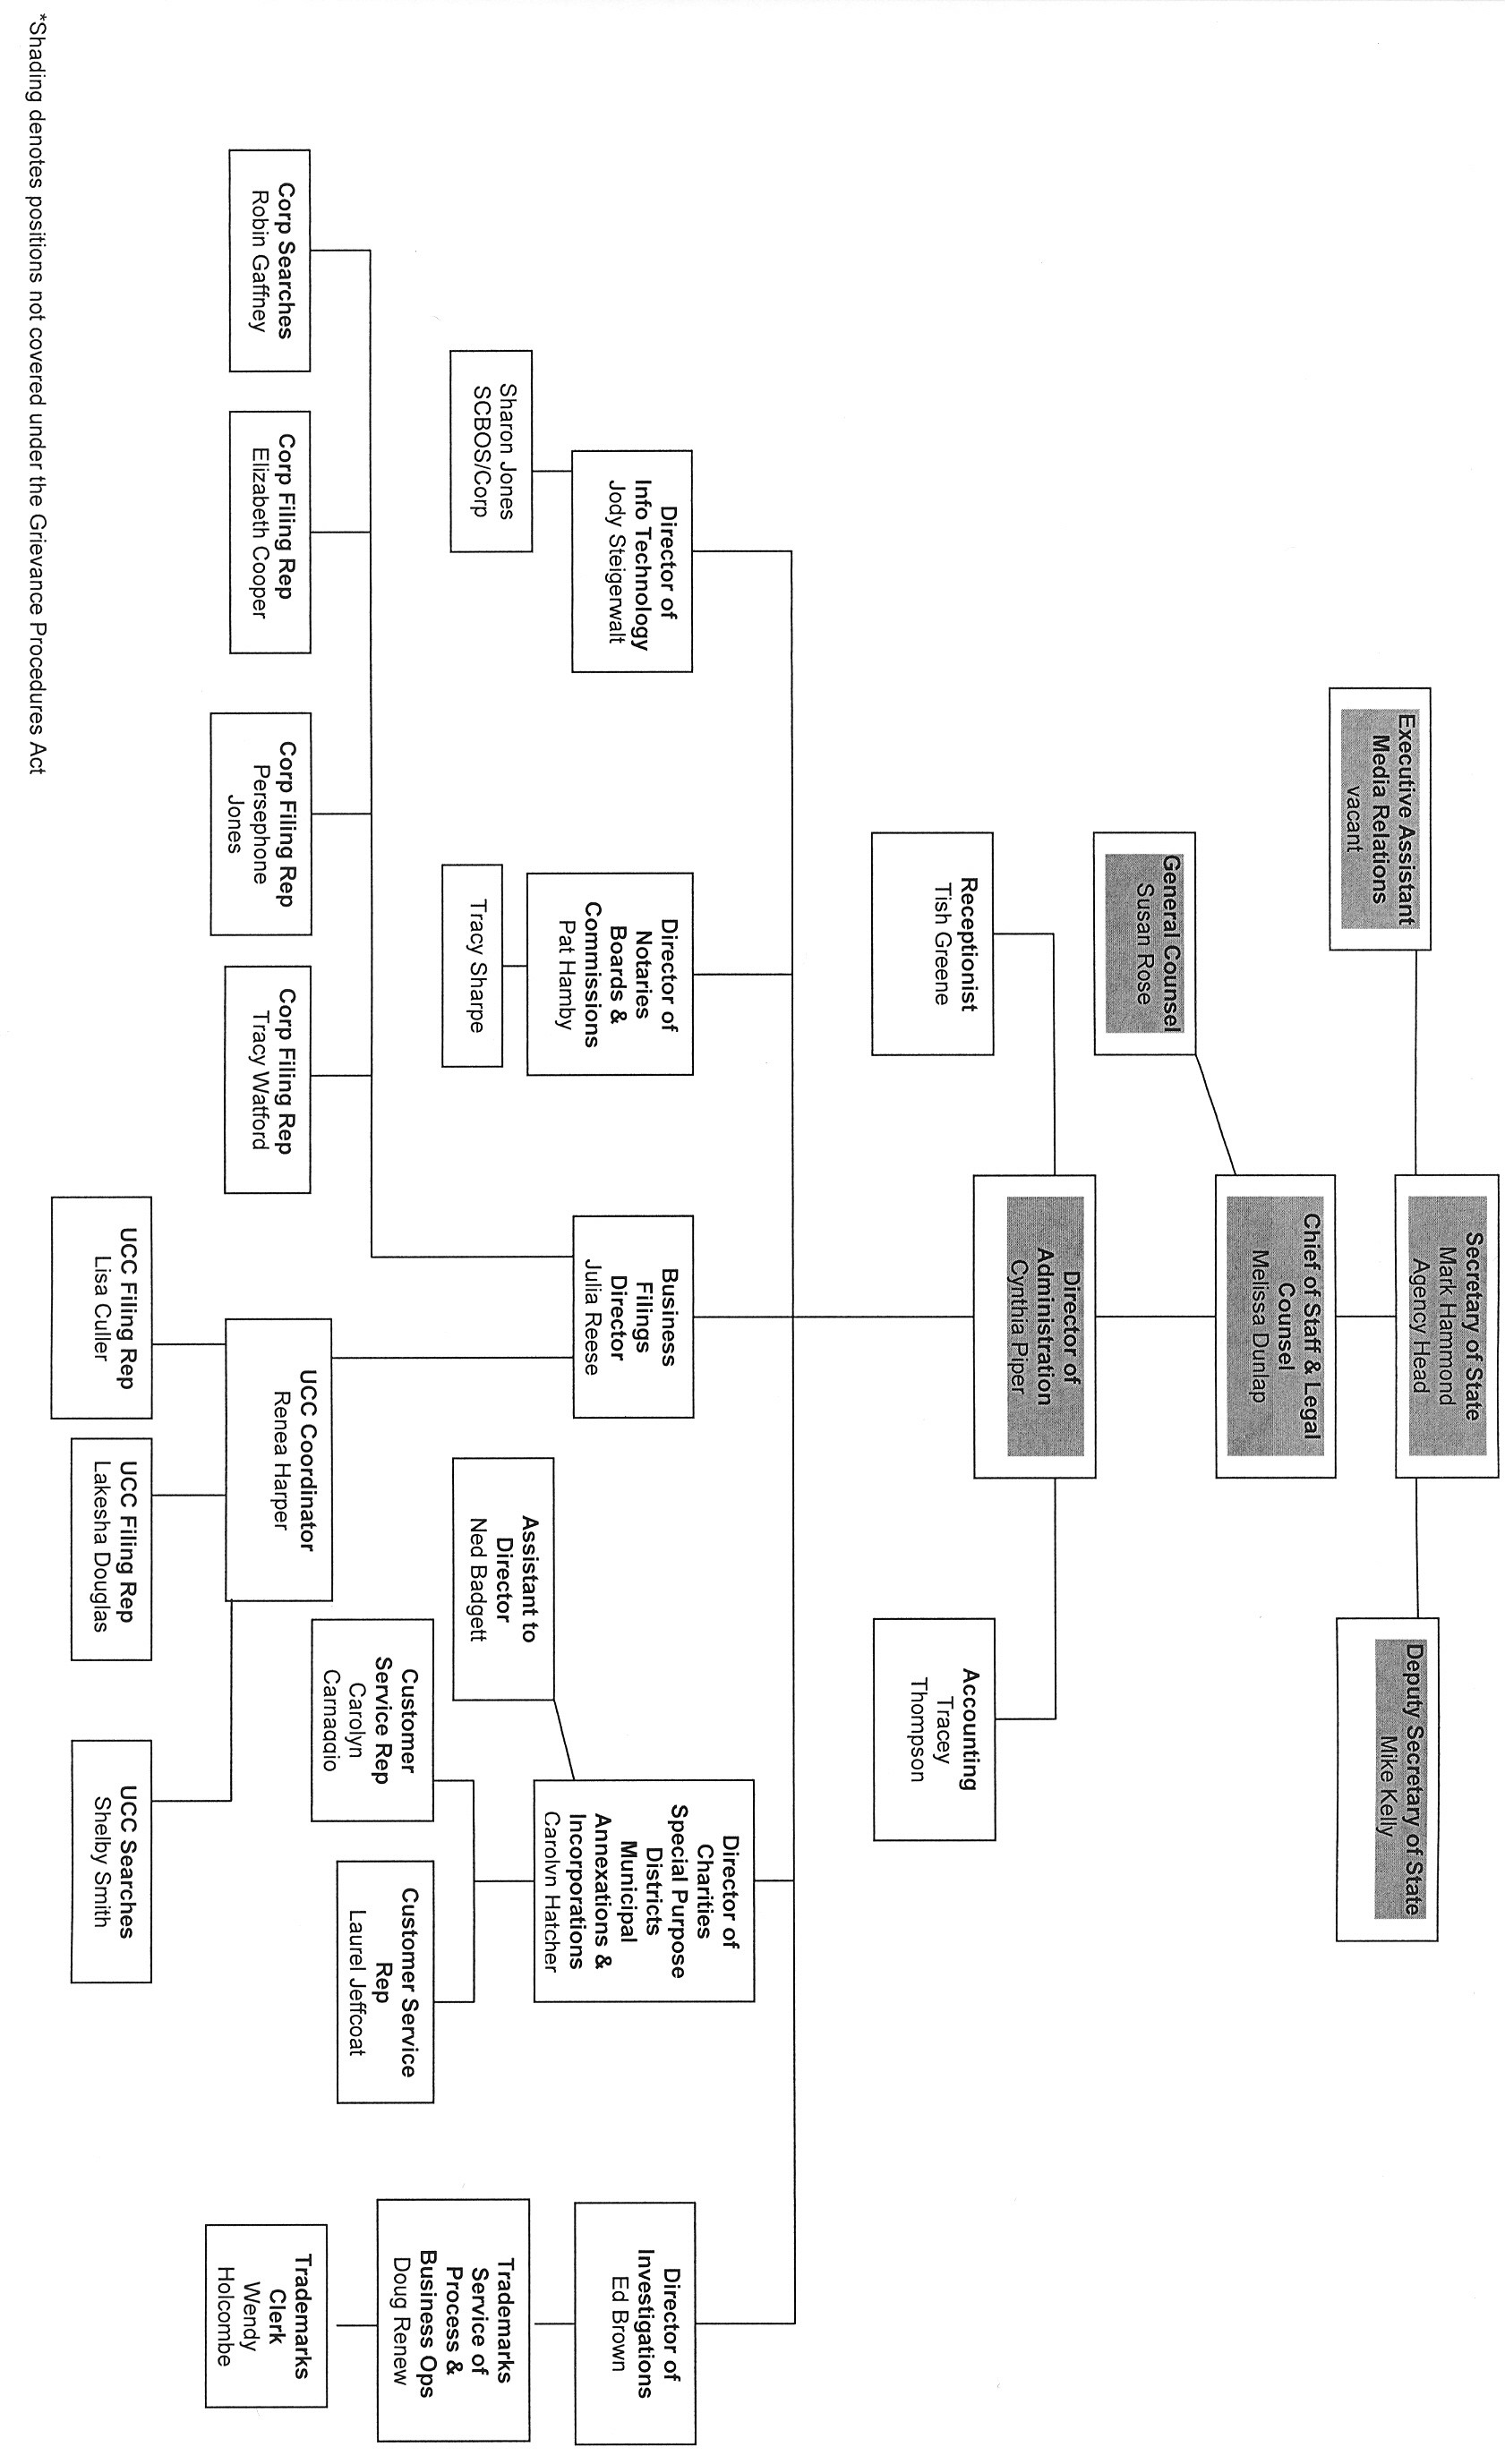 Secretary of State
Mark Hammond
Agency Head
Executive Assistant
Media Relations
vacant
Deputy Secretary of State
Mike Kelly
Chief of Staff & Legal
Counsel
Melissa Dunlap
General Counsel
Susan Rose
Director of
Administration
Cynthia Piper
Receptionist
Tish Greene
Accounting
Tracey
Thompson
Director of
Info Technology
Jody Steigerwalt
Sharon Jones
SCBOS/Corp
Director of
Notaries
Boards &
Commissions
Pat Hamby
Tracy Sharpe
Business
Filings
Director
Julia Reese
Director of
Charities
Special Purpose
Districts
Municipal
Annexations &
Incorporations
Carolyn Hatcher
Assistant to
Director
Ned Badgett
Customer
Service Rep
Carolyn
Carnaggio
Customer Service
Rep
Laurel Jeffcoat
Director of
Investigations
Ed Brown
Trademarks
Service of
Process &
Business Ops
Doug Renew
Trademarks
Clerk
Wendy
Holcombe
Corp Searches
Robin Gaffney
Corp Filing Rep
Elizabeth Cooper
Corp Filing Rep
Persephone
Jones
Corp Filing Rep
Tracy Watford
UCC Coordinator
Renea Harper
UCC Filing Rep
Lisa Culler
UCC Filing Rep
Lakesha Douglas
UCC Searches
Shelby Smith
*Shading denotes positions not covered under the Grievance Procedures Act